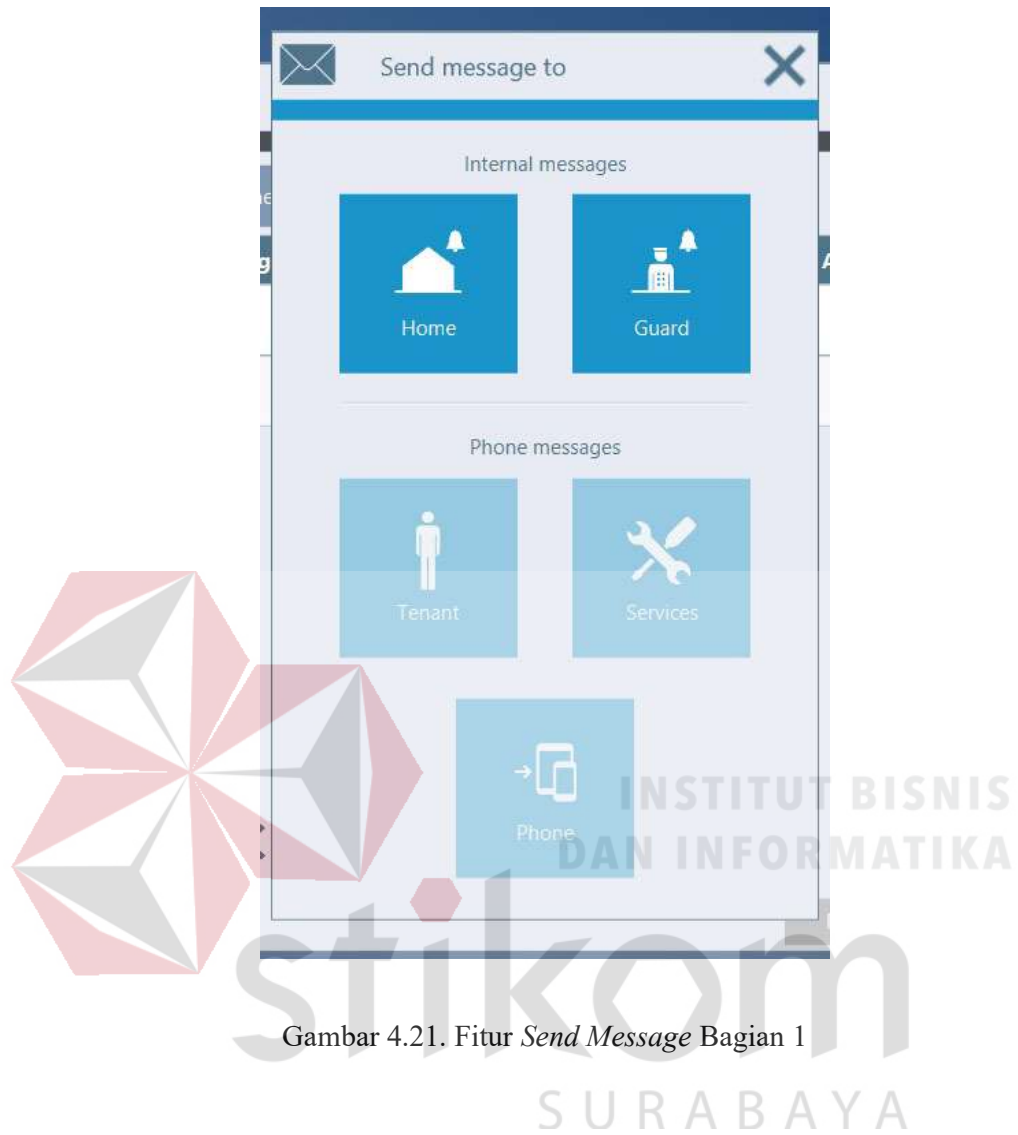 Send message to
Internal messages
Home
Guard
Phone messages
Tenant
Services
Phone
INSTITUT BISNIS
DAN INFORMATIKA
stikom
SURABAYA
Gambar 4.21. Fitur Send Message Bagian 1